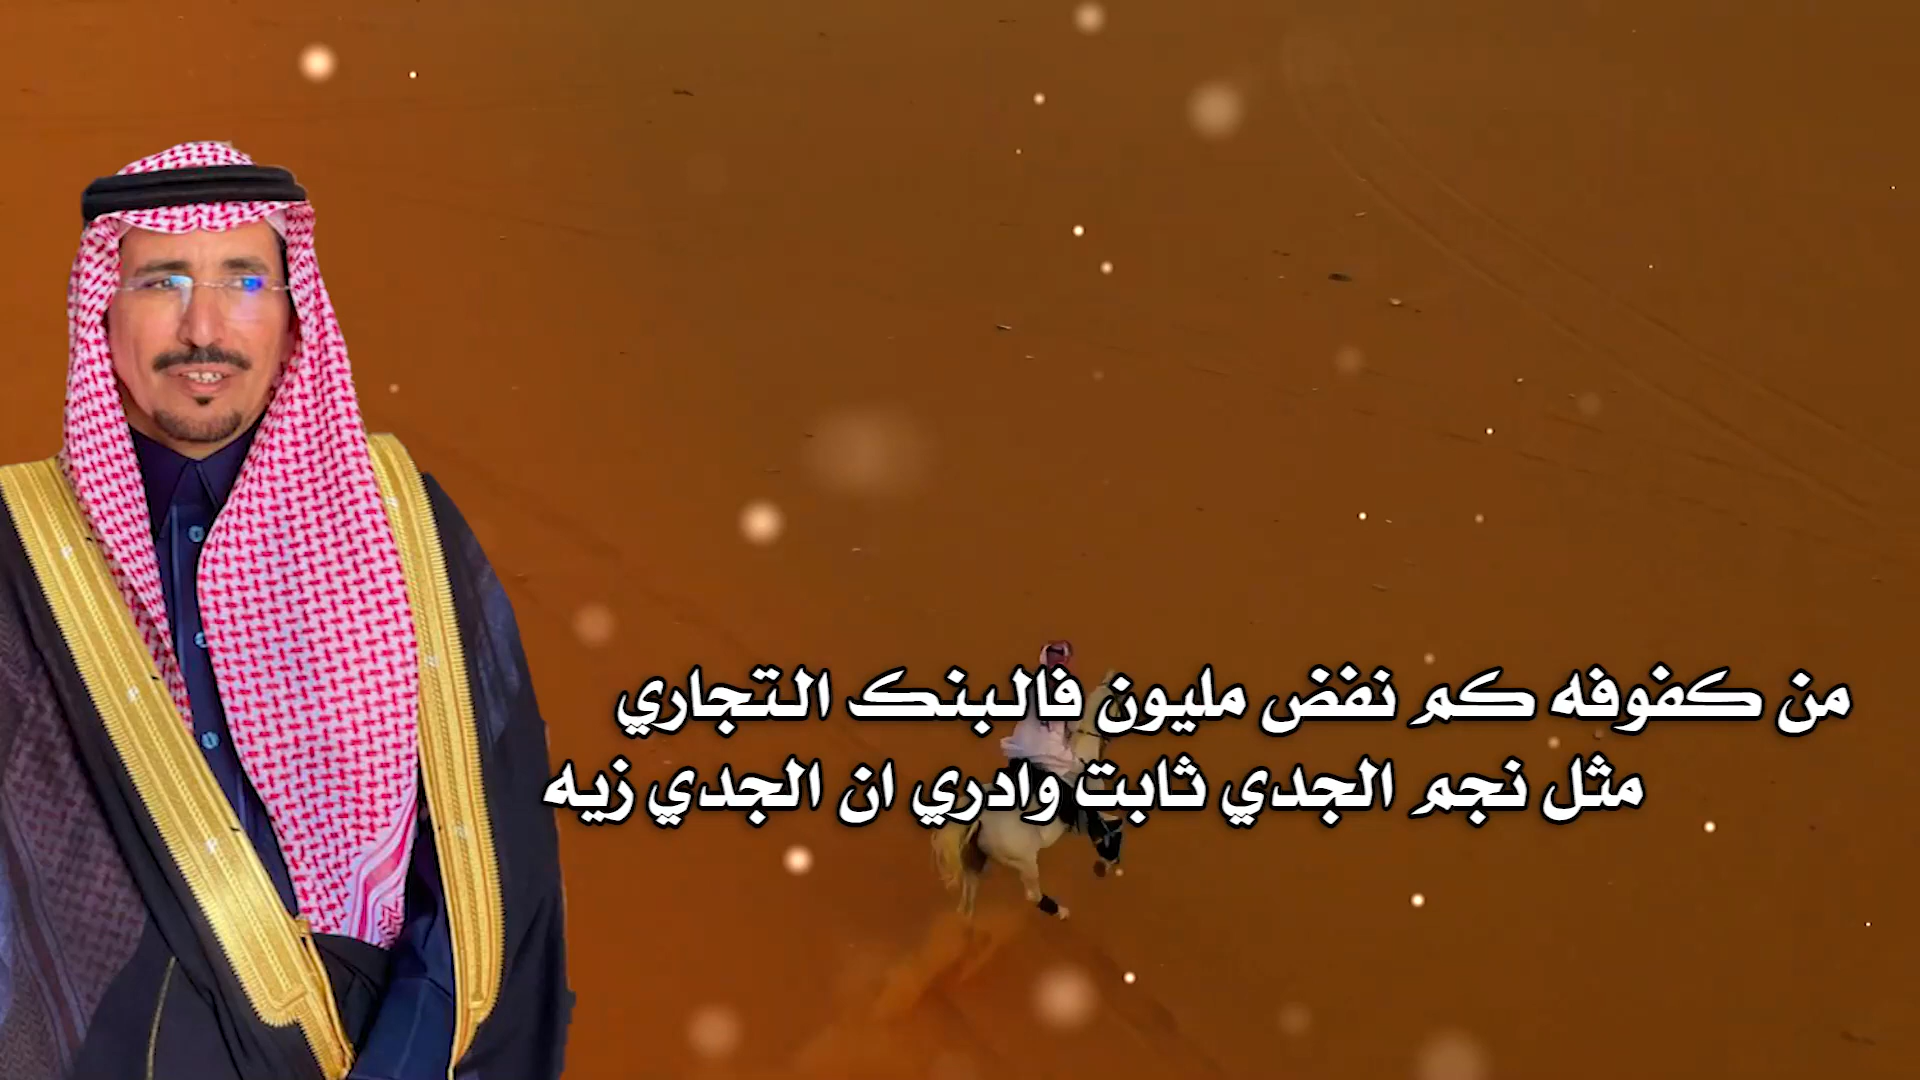 من كفوفه كم نفض مليون فالبنك التجاري
مثل نجم الجدي ثابت وادري ان الجدي زيه